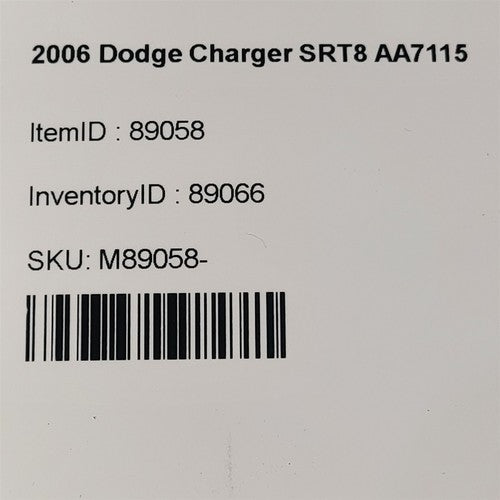 2006 Dodge Charger SRT8 AA7115
ItemID : 89058
InventoryID : 89066
SKU: M89058-